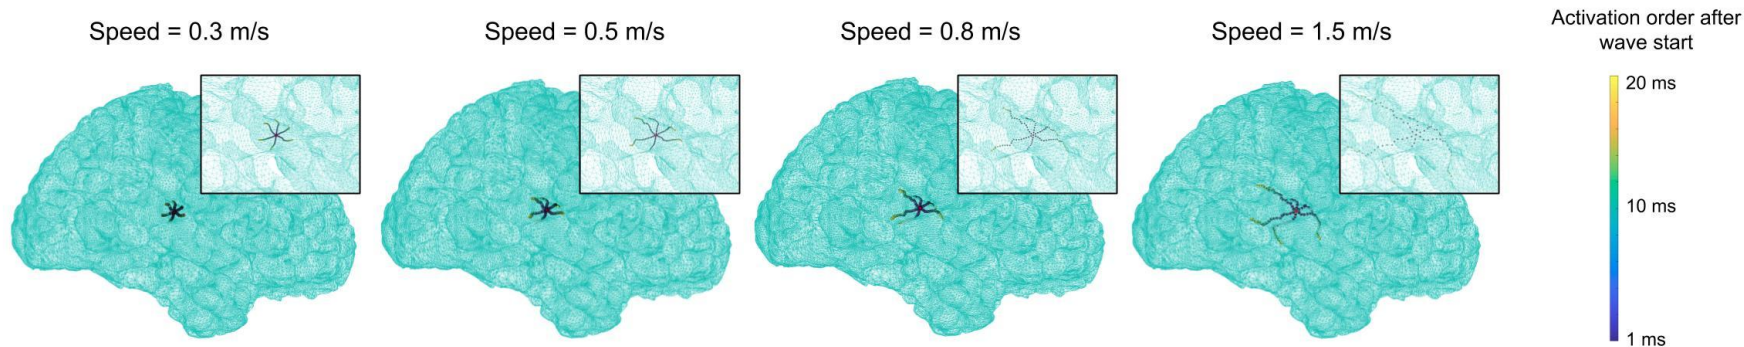 Speed = 0.3 m/s
Speed = 0.5 m/s
Speed = 0.8 m/s
Speed = 1.5 m/s
Activation order after
wave start
20 ms
10 ms
1 ms